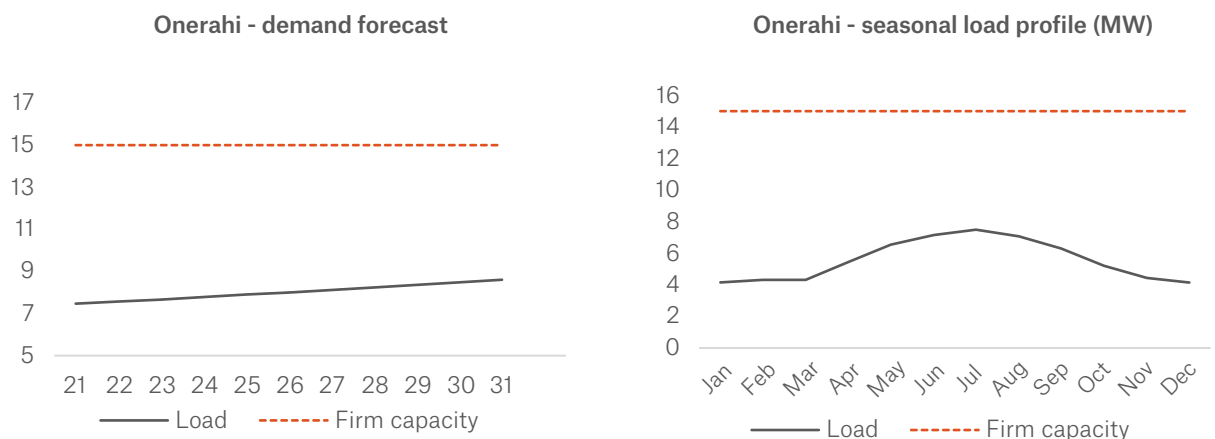 Onerahi - demand forecast
17
15
13
11
9
7
5
21 22 23 24 25 26 27 28 29 30 31
Load Firm capacity
Onerahi - seasonal load profile (MW)
16
14
12
10
8
6
4
2
0
Jan Feb Mar Apr May Jun Jul Aug Sep Oct Nov Dec
Load Firm capacity